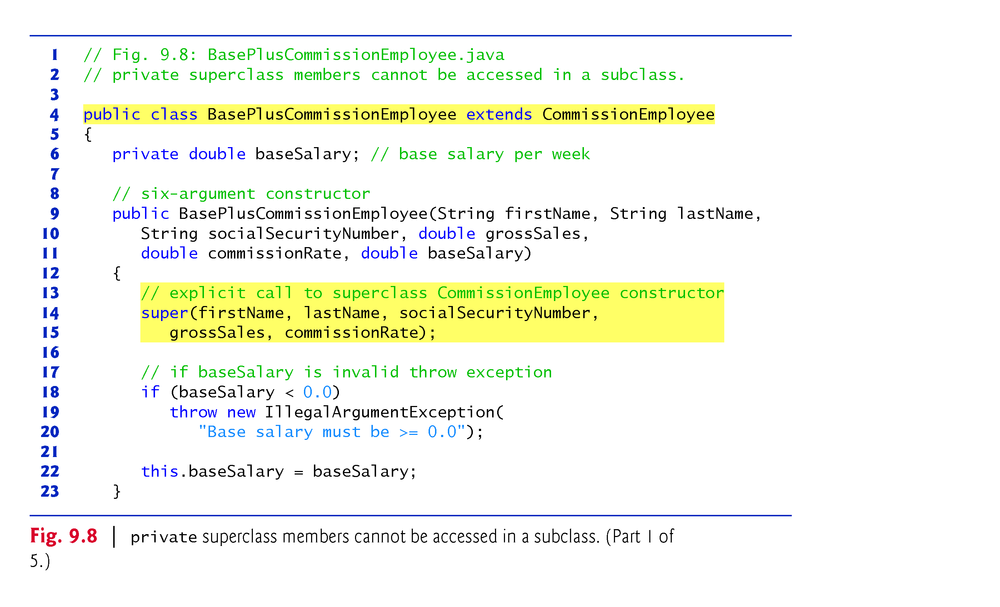 1 // Fig. 9.8: BasePlusCommissionEmployee.java
2 // private superclass members cannot be accessed in a subclass.
3
4 public class BasePlusCommissionEmployee extends CommissionEmployee
5 {
6 private double baseSalary; // base salary per week
7
8 // six-argument constructor
9 public BasePlusCommissionEmployee(String firstName, String lastName,
10 String socialSecurityNumber, double grossSales,
11 double commissionRate, double baseSalary)
12 {
13 // explicit call to superclass CommissionEmployee constructor
14 super(firstName, lastName, socialSecurityNumber,
15 grossSales, commissionRate);
16
17 // if baseSalary is invalid throw exception
18 if (baseSalary < 0.0)
19 throw new IllegalArgumentException(
20 "Base salary must be >= 0.0");
21
22 this.baseSalary = baseSalary;
23 }
Fig. 9.8 | private superclass members cannot be accessed in a subclass. (Part 1 of
5.)